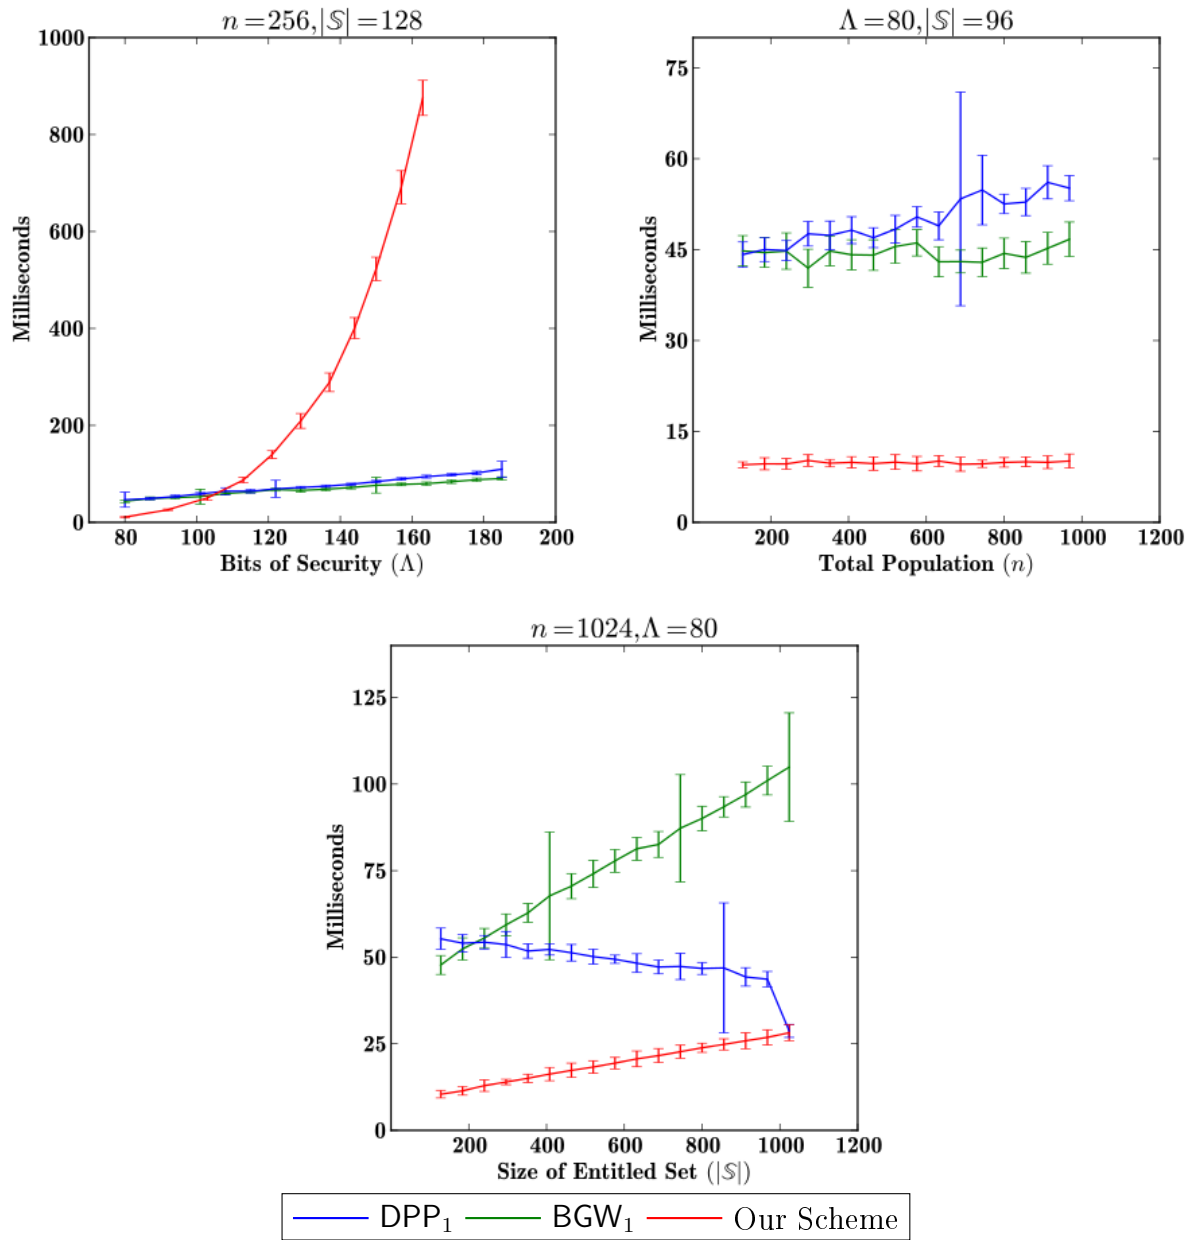 n = 256, |𝕊| = 128
1000
800
600
400
200
0
Milliseconds
80 100 120 140 160 180 200
Bits of Security (Λ)
Λ = 80, |𝕊| = 96
75
60
45
30
15
0
Milliseconds
200 400 600 800 1000 1200
Total Population (n)
n = 1024, Λ = 80
125
100
75
50
25
0
Milliseconds
200 400 600 800 1000 1200
Size of Entitled Set (|𝕊|)
DPP₁ BGW₁ Our Scheme